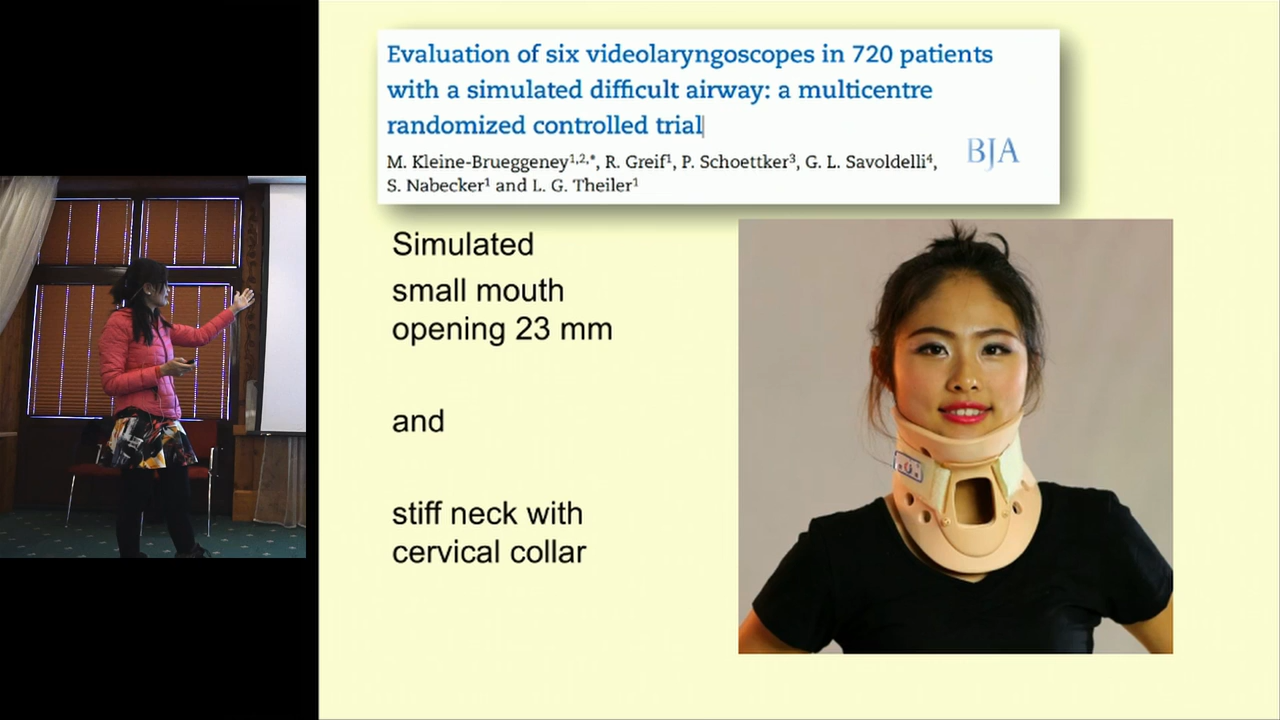 Evaluation of six videolaryngoscopes in 720 patients
with a simulated difficult airway: a multicentre
randomized controlled trial
M. Kleine-Brueggeney¹,²,*, R. Greif¹, P. Schoettker³, G. L. Savoldelli⁴,
S. Nabecker¹ and L. G. Theiler¹
BJA
Simulated
small mouth
opening 23 mm
and
stiff neck with
cervical collar